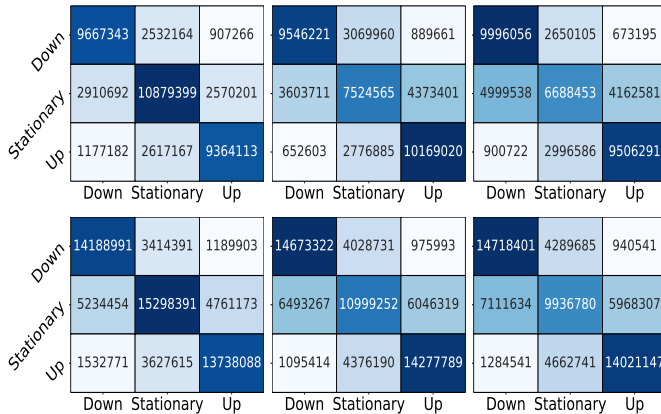 Down 9667343 2532164 907266 9546221 3069960 889661 9996056 2650105 673195
Stationary 2910692 10879399 2570201 3603711 7524565 4373401 4999538 6688453 4162581
Up 1177182 2617167 9364113 652603 2776885 10169020 900722 2996586 9506291
Down Stationary Up Down Stationary Up Down Stationary Up
Down 14188991 3414391 1189903 14673322 4028731 975993 14718401 4289685 940541
Stationary 5234454 15298391 4761173 6493267 10999252 6046319 7111634 9936780 5968307
Up 1532771 3627615 13738088 1095414 4376190 14277789 1284541 4662741 14021147
Down Stationary Up Down Stationary Up Down Stationary Up